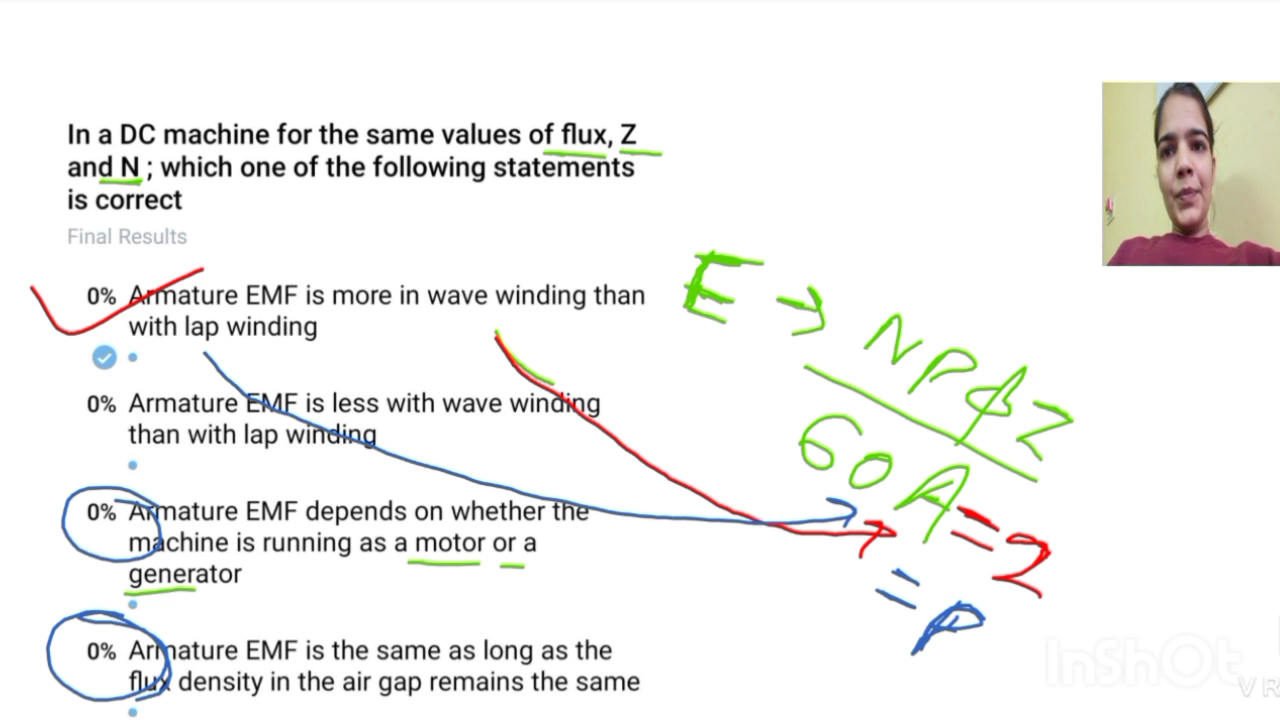 In a DC machine for the same values of flux, Z
and N ; which one of the following statements
is correct
Final Results
0% Armature EMF is more in wave winding than
with lap winding
0% Armature EMF is less with wave winding
than with lap winding
0% Armature EMF depends on whether the
machine is running as a motor or a
generator
0% Armature EMF is the same as long as the
flux density in the air gap remains the same
E → NPϕZ
60A = 2
= P
InShOt
V R